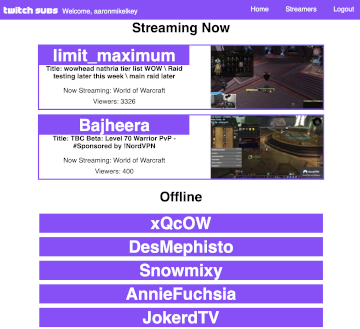 twitch subs Welcome, aaronmikelkey Home Streamers Logout
Streaming Now
limit_maximum
Title: wowhead nathria tier list WOW \ Raid
testing later this week \ main raid later
Now Streaming: World of Warcraft
Viewers: 3326
Bajheera
Title: TBC Beta: Level 70 Warrior PvP -
#Sponsored by !NordVPN
Now Streaming: World of Warcraft
Viewers: 400
Offline
xQcOW
DesMephisto
Snowmixy
AnnieFuchsia
JokerdTV